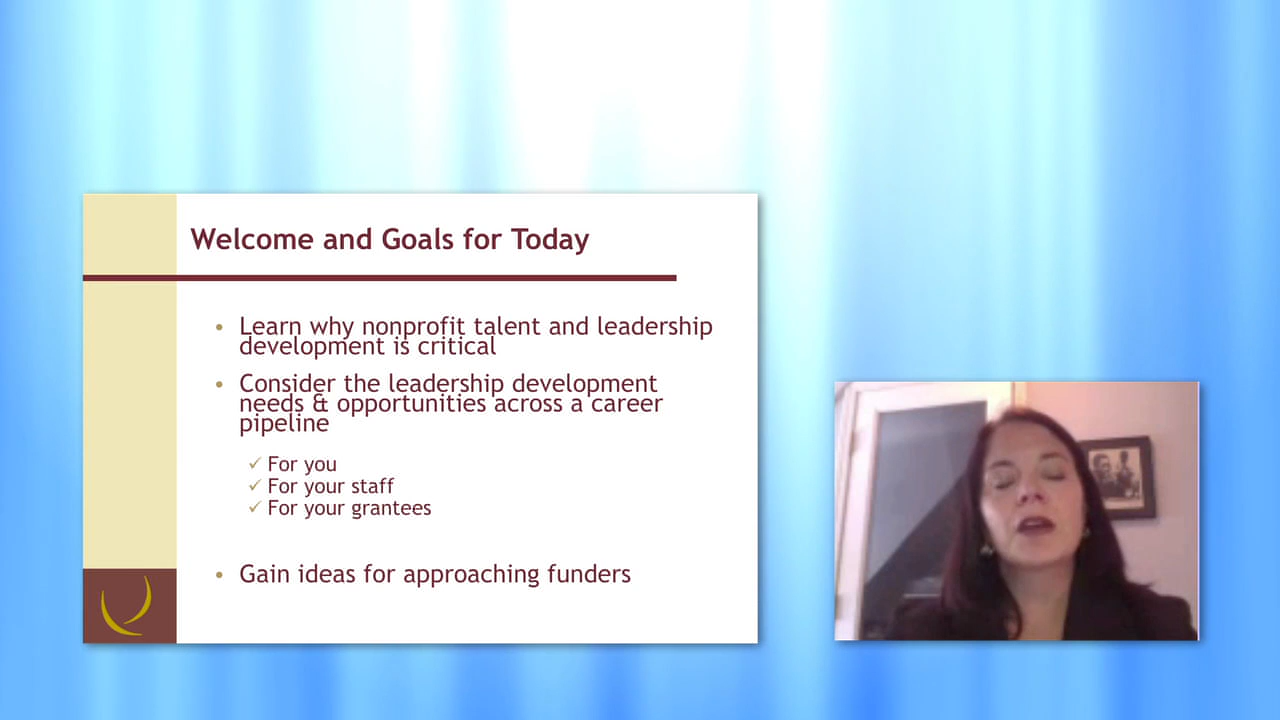 Welcome and Goals for Today
• Learn why nonprofit talent and leadership
development is critical
• Consider the leadership development
needs & opportunities across a career
pipeline
✓ For you
✓ For your staff
✓ For your grantees
• Gain ideas for approaching funders